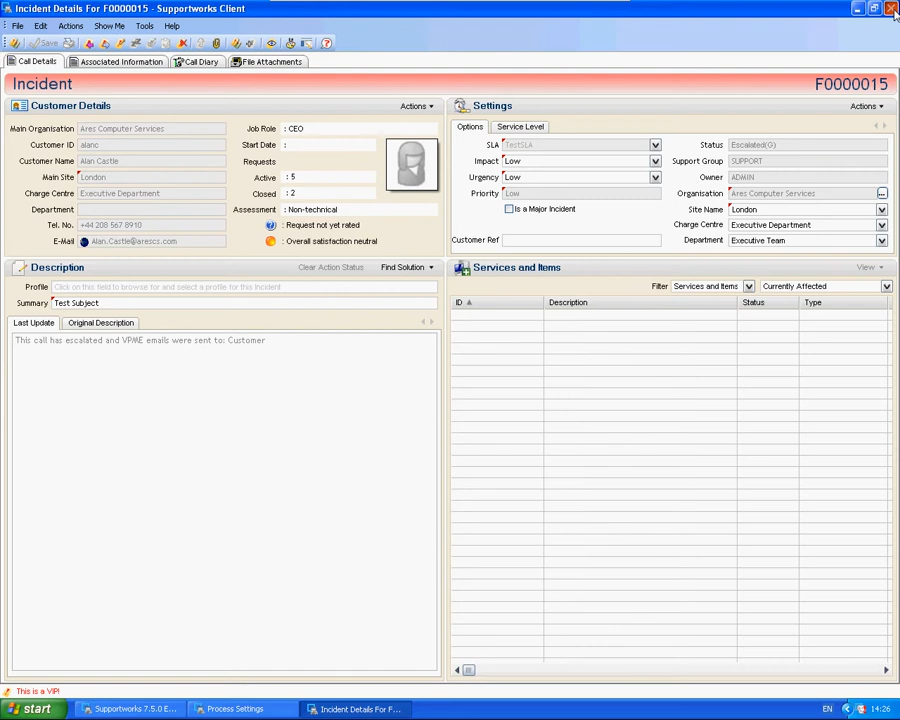 Incident Details For F0000015 - Supportworks Client
File Edit Actions Show Me Tools Help
Save
Call Details Associated Information Call Diary File Attachments
Incident F0000015
Customer Details Actions
Main Organisation Ares Computer Services
Customer ID alanc
Customer Name Alan Castle
Main Site London
Charge Centre Executive Department
Department
Tel. No. +44 208 567 8910
E-Mail Alan.Castle@arescs.com
Job Role : CEO
Start Date :
Requests
Active : 5
Closed : 2
Assessment : Non-technical
: Request not yet rated
: Overall satisfaction neutral
Settings Actions
Options Service Level
SLA TestSLA
Impact Low
Urgency Low
Priority Low
Is a Major Incident
Customer Ref
Status Escalated(G)
Support Group SUPPORT
Owner ADMIN
Organisation Ares Computer Services
Site Name London
Charge Centre Executive Department
Department Executive Team
Description Clear Action Status Find Solution
Profile Click on this field to browse for and select a profile for this Incident
Summary Test Subject
Last Update Original Description
This call has escalated and VPME emails were sent to: Customer
Services and Items View
Filter Services and Items Currently Affected
ID Description Status Type
This is a VIP!
start Supportworks 7.5.0 E... Process Settings Incident Details For F... EN 14:26